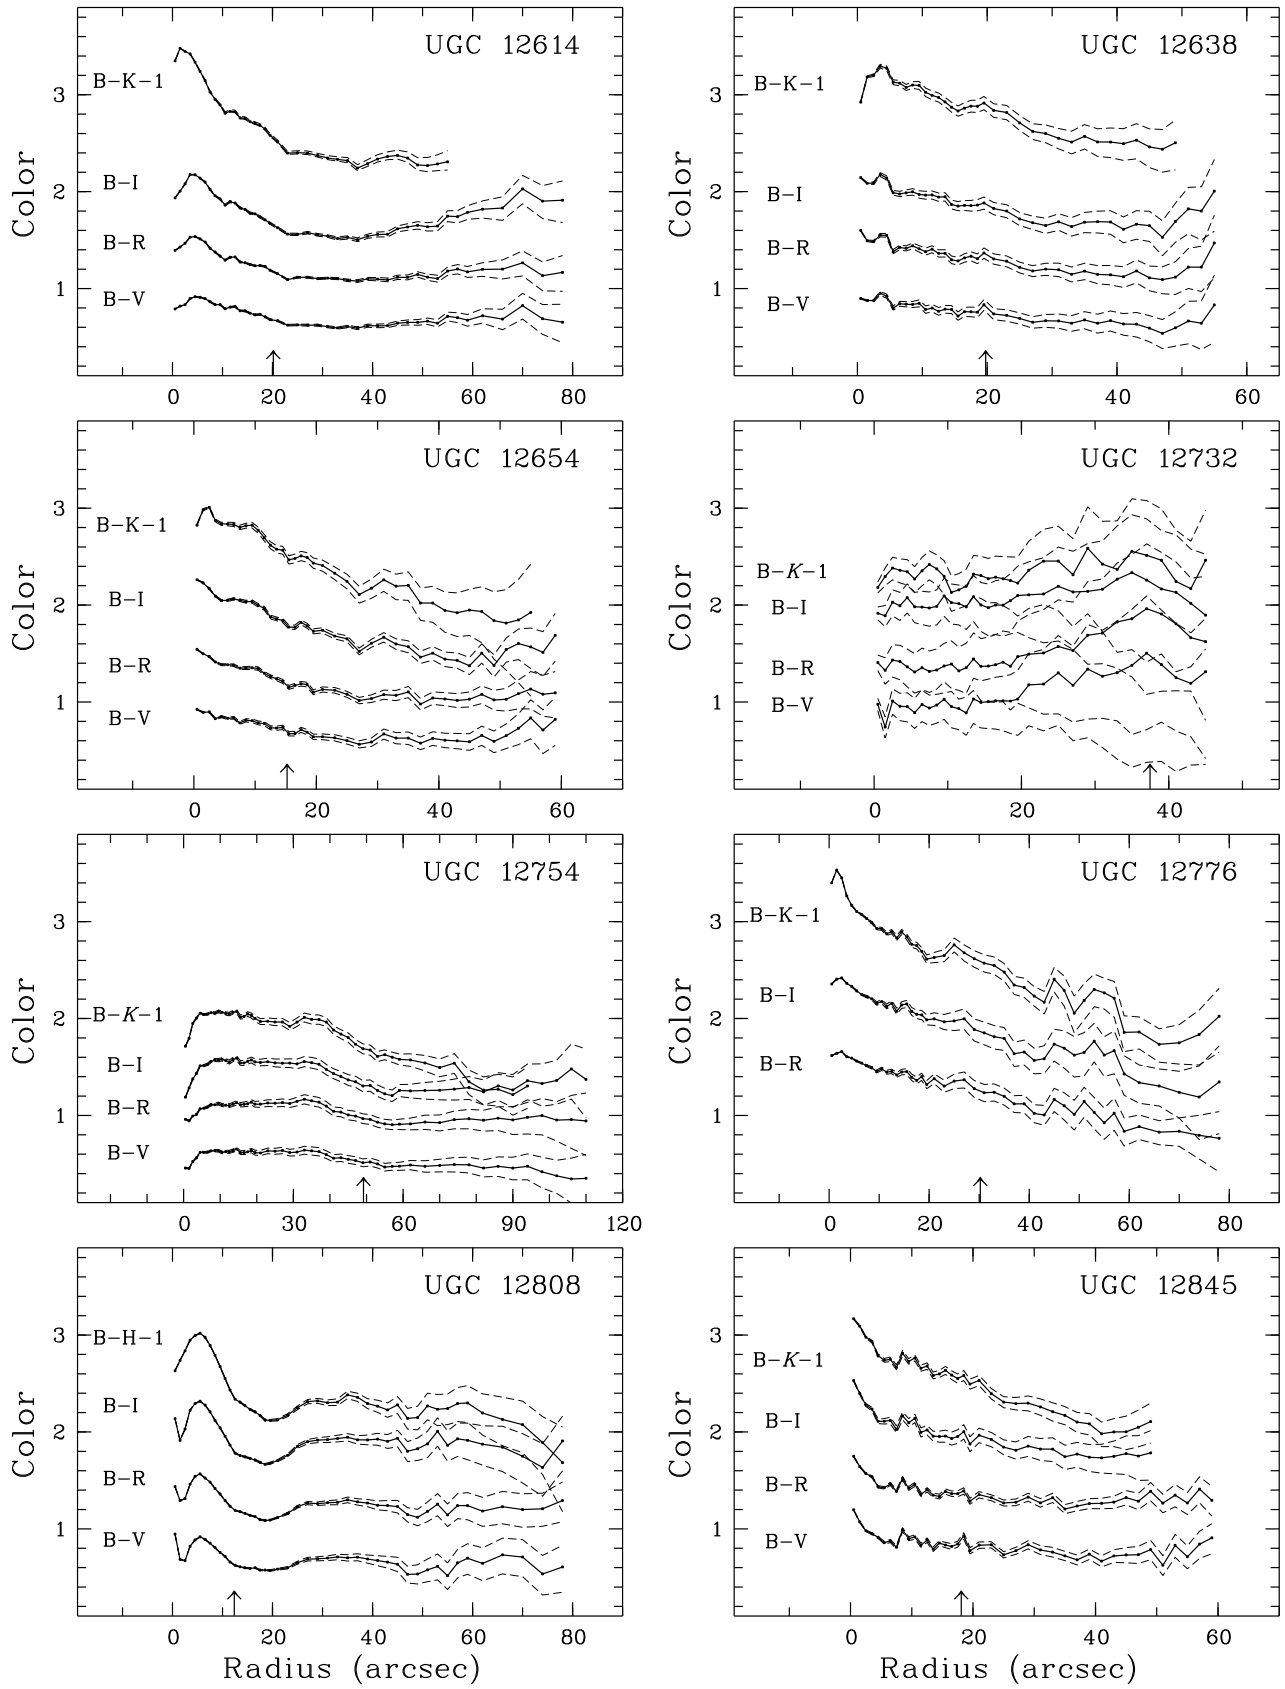 UGC 12614
B-K-1
B-I
B-R
B-V
Color
3
2
1
0 20 40 60 80
UGC 12638
B-K-1
B-I
B-R
B-V
Color
3
2
1
0 20 40 60
UGC 12654
B-K-1
B-I
B-R
B-V
Color
3
2
1
0 20 40 60
UGC 12732
B-K-1
B-I
B-R
B-V
Color
3
2
1
0 20 40
UGC 12754
B-K-1
B-I
B-R
B-V
Color
3
2
1
0 30 60 90 120
UGC 12776
B-K-1
B-I
B-R
Color
3
2
1
0 20 40 60 80
UGC 12808
B-H-1
B-I
B-R
B-V
Color
3
2
1
0 20 40 60 80
Radius (arcsec)
UGC 12845
B-K-1
B-I
B-R
B-V
Color
3
2
1
0 20 40 60
Radius (arcsec)